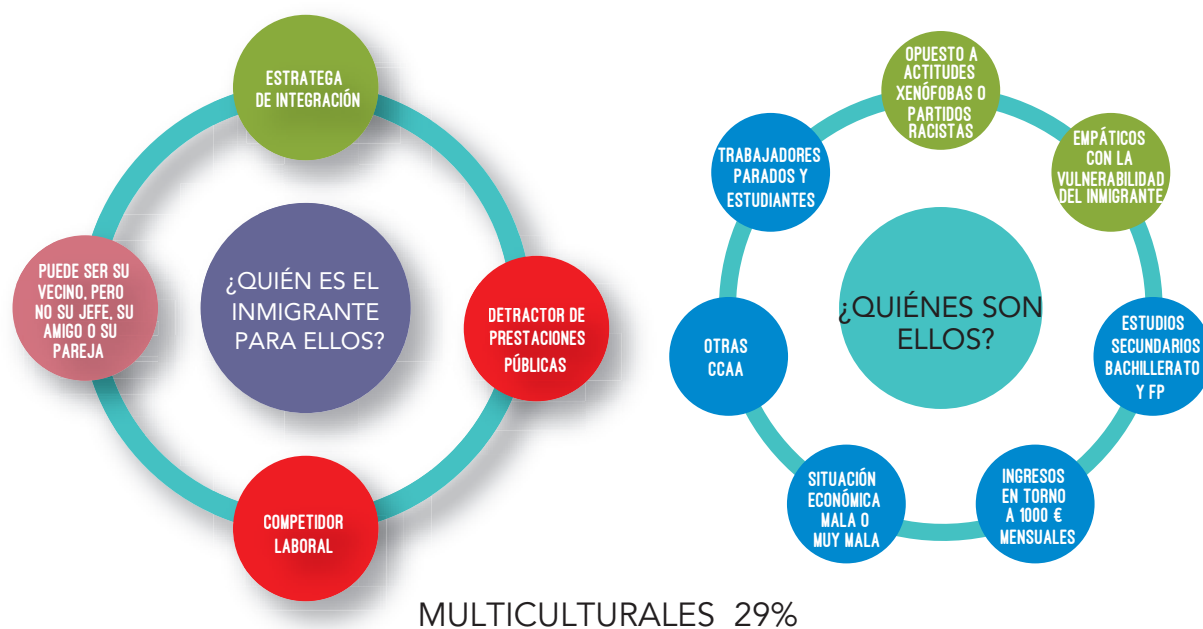 ESTRATEGA
DE INTEGRACIÓN
PUEDE SER SU
VECINO, PERO
NO SU JEFE, SU
AMIGO O SU
PAREJA
¿QUIÉN ES EL
INMIGRANTE
PARA ELLOS?
DETRACTOR DE
PRESTACIONES
PÚBLICAS
COMPETIDOR
LABORAL
OPUESTO A
ACTITUDES
XENÓFOBAS O
PARTIDOS
RACISTAS
TRABAJADORES
PARADOS Y
ESTUDIANTES
EMPÁTICOS
CON LA
VULNERABILIDAD
DEL INMIGRANTE
¿QUIÉNES SON
ELLOS?
OTRAS
CCAA
ESTUDIOS
SECUNDARIOS
BACHILLERATO
Y FP
SITUACIÓN
ECONÓMICA
MALA O
MUY MALA
INGRESOS
EN TORNO
A 1000 €
MENSUALES
MULTICULTURALES 29%